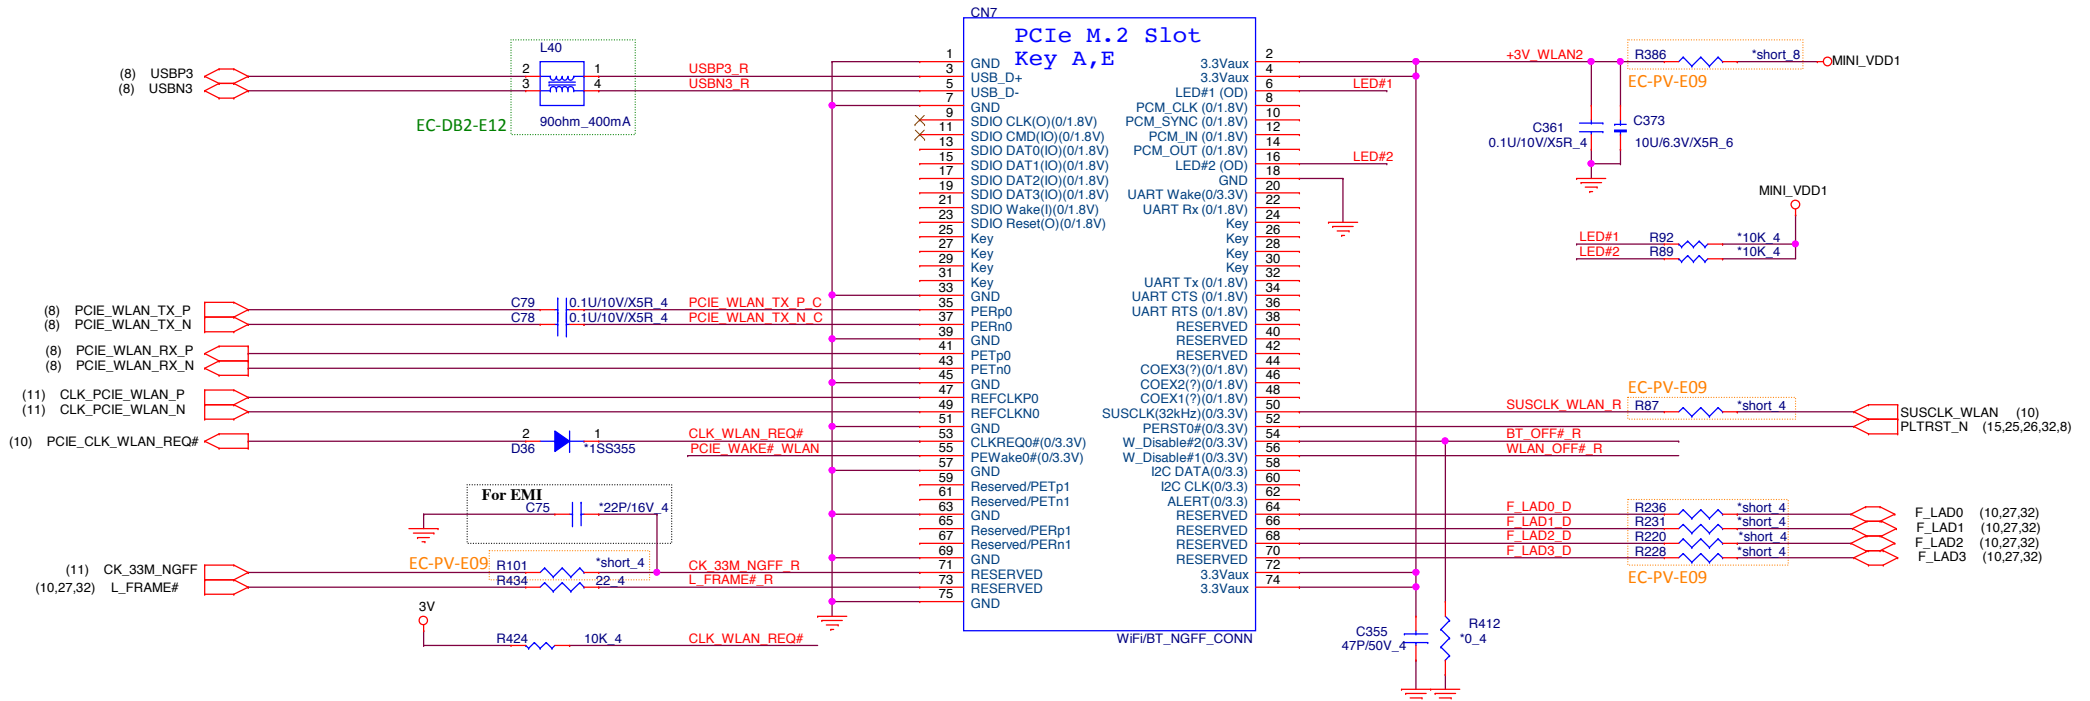 CN7
PCIe M.2 Slot
Key A,E
L40
2 1
3 4
90ohm_400mA
EC-DB2-E12
(8) USBP3
(8) USBN3
USBP3_R
USBN3_R
1 GND
3 USB_D+
5 USB_D-
7 GND
9 SDIO CLK(O)(0/1.8V)
11 SDIO CMD(IO)(0/1.8V)
13 SDIO DAT0(IO)(0/1.8V)
15 SDIO DAT1(IO)(0/1.8V)
17 SDIO DAT2(IO)(0/1.8V)
19 SDIO DAT3(IO)(0/1.8V)
21 SDIO Wake(I)(0/1.8V)
23 SDIO Reset(O)(0/1.8V)
25 Key
27 Key
29 Key
31 Key
33 GND
35 PERp0
37 PERn0
39 GND
41 PETp0
43 PETn0
45 GND
47 REFCLKP0
49 REFCLKN0
51 GND
53 CLKREQ0#(0/3.3V)
55 PEWake0#(0/3.3V)
57 GND
59 Reserved/PETp1
61 Reserved/PETn1
63 GND
65 Reserved/PERp1
67 Reserved/PERn1
69 GND
71 RESERVED
73 RESERVED
75 GND
3.3Vaux 2
3.3Vaux 4
LED#1 (OD) 6
PCM_CLK (0/1.8V) 8
PCM_SYNC (0/1.8V) 10
PCM_IN (0/1.8V) 12
PCM_OUT (0/1.8V) 14
LED#2 (OD) 16
GND 18
UART Wake(0/3.3V) 20
UART Rx (0/1.8V) 22
Key 24
Key 26
Key 28
Key 30
UART Tx (0/1.8V) 32
UART CTS (0/1.8V) 34
UART RTS (0/1.8V) 36
RESERVED 38
RESERVED 40
RESERVED 42
COEX3(?)(0/1.8V) 44
COEX2(?)(0/1.8V) 46
COEX1(?)(0/1.8V) 48
SUSCLK(32kHz)(0/3.3V) 50
PERST0#(0/3.3V) 52
W_Disable#2(0/3.3V) 54
W_Disable#1(0/3.3V) 56
I2C DATA(0/3.3) 58
I2C CLK(0/3.3) 60
ALERT(0/3.3) 62
RESERVED 64
RESERVED 66
RESERVED 68
RESERVED 70
3.3Vaux 72
3.3Vaux 74
WiFi/BT_NGFF_CONN
(8) PCIE_WLAN_TX_P
(8) PCIE_WLAN_TX_N
C79 0.1U/10V/X5R_4 PCIE_WLAN_TX_P_C
C78 0.1U/10V/X5R_4 PCIE_WLAN_TX_N_C
(8) PCIE_WLAN_RX_P
(8) PCIE_WLAN_RX_N
(11) CLK_PCIE_WLAN_P
(11) CLK_PCIE_WLAN_N
(10) PCIE_CLK_WLAN_REQ#
2 1
D36 *1SS355
CLK_WLAN_REQ#
PCIE_WAKE#_WLAN
For EMI
C75 *22P/16V_4
EC-PV-E09
(11) CK_33M_NGFF R101 *short_4 CK_33M_NGFF_R
(10,27,32) L_FRAME# R434 22_4 L_FRAME#_R
3V
R424 10K_4 CLK_WLAN_REQ#
+3V_WLAN2 R386 *short_8 MINI_VDD1
EC-PV-E09
LED#1
LED#2
C361
0.1U/10V/X5R_4
C373
10U/6.3V/X5R_6
MINI_VDD1
LED#1 R92 *10K_4
LED#2 R89 *10K_4
EC-PV-E09
SUSCLK_WLAN_R R87 *short_4 SUSCLK_WLAN (10)
PLTRST_N (15,25,26,32,8)
BT_OFF#_R
WLAN_OFF#_R
F_LAD0_D R236 *short_4 F_LAD0 (10,27,32)
F_LAD1_D R231 *short_4 F_LAD1 (10,27,32)
F_LAD2_D R220 *short_4 F_LAD2 (10,27,32)
F_LAD3_D R228 *short_4 F_LAD3 (10,27,32)
EC-PV-E09
C355
47P/50V_4
R412
*0_4